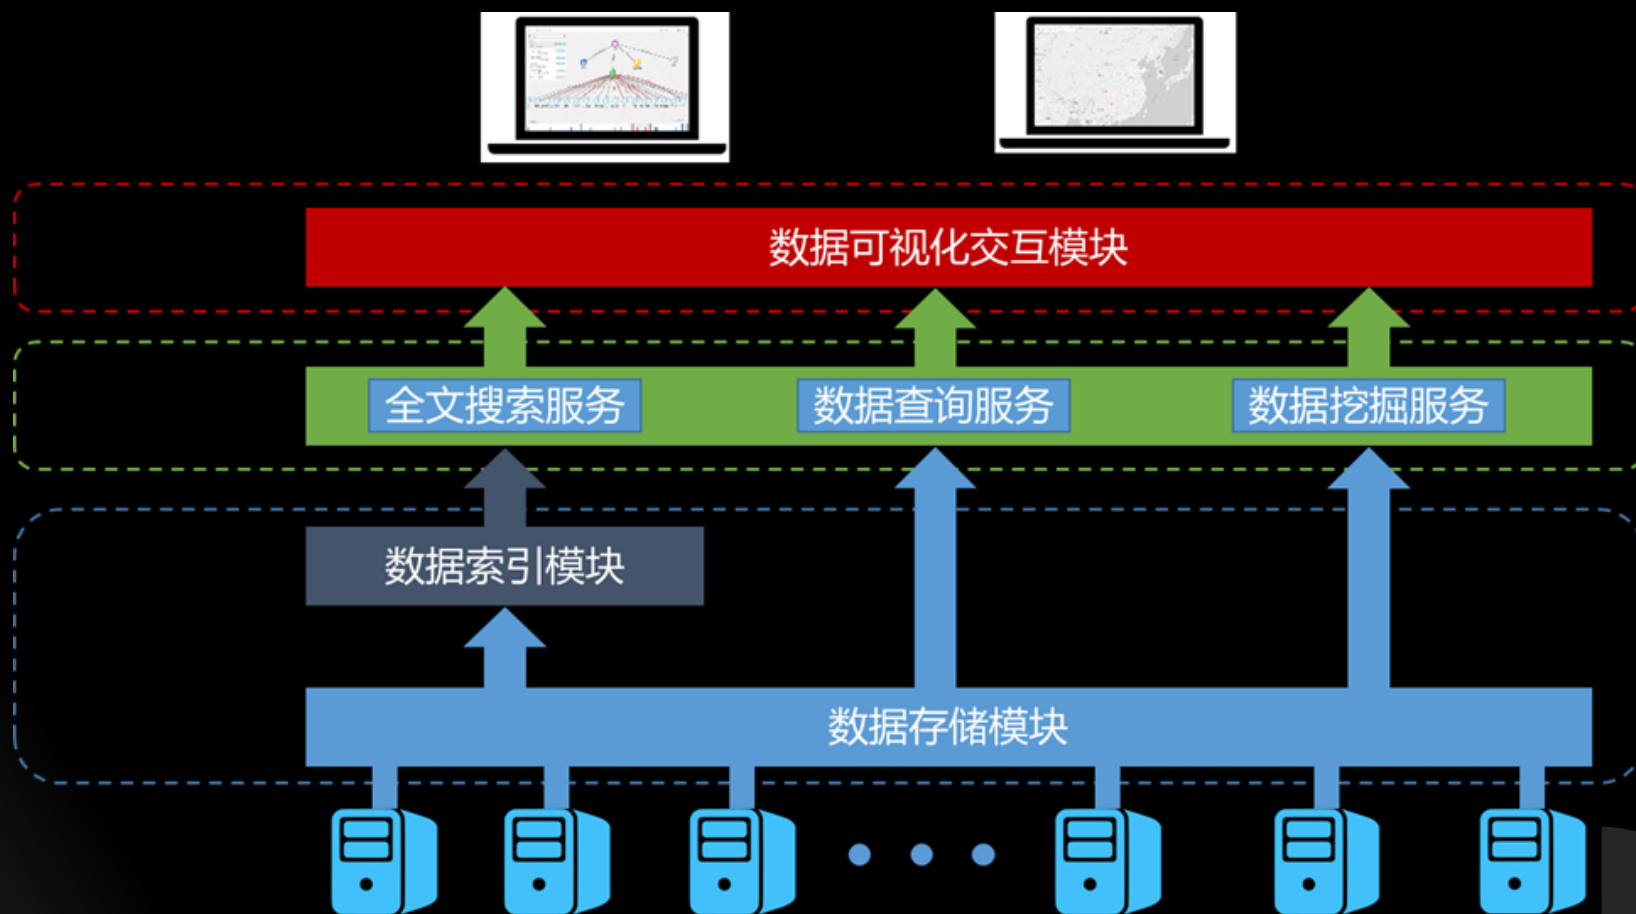 数据可视化交互模块
全文搜索服务
数据查询服务
数据挖掘服务
数据索引模块
数据存储模块